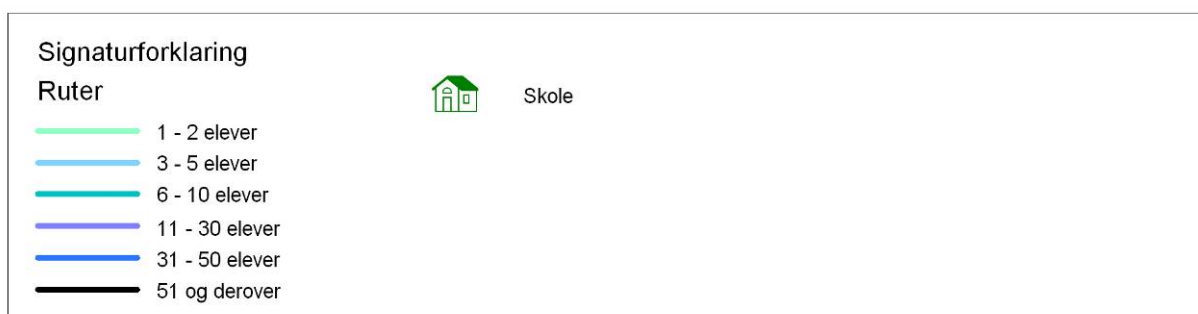 Signaturforklaring
Ruter
Skole
1 - 2 elever
3 - 5 elever
6 - 10 elever
11 - 30 elever
31 - 50 elever
51 og derover